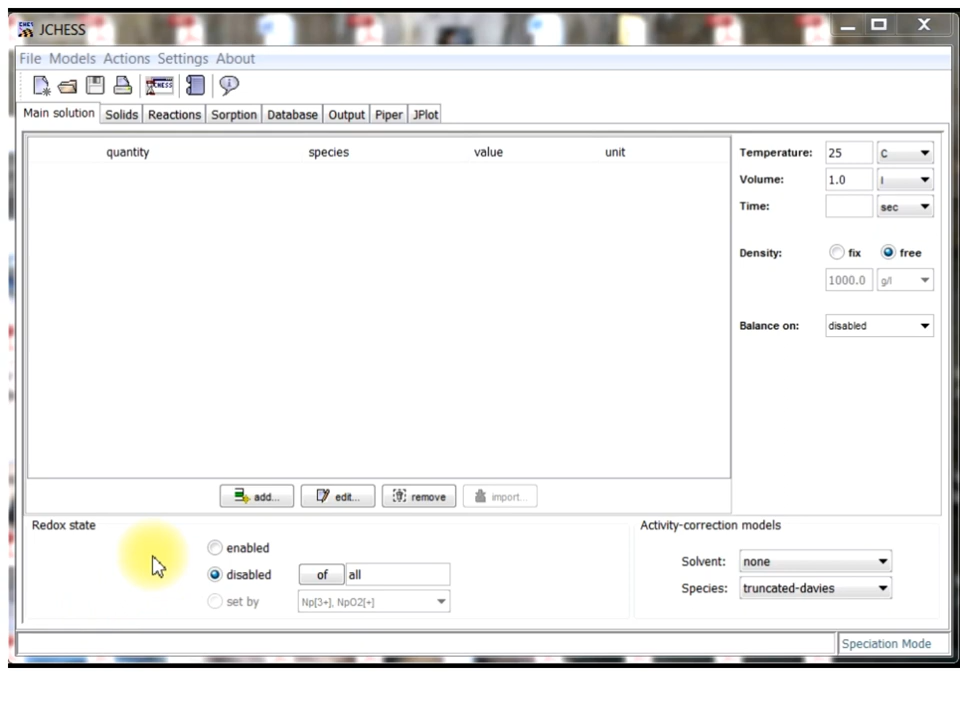 JCHESS
File Models Actions Settings About
Main solution Solids Reactions Sorption Database Output Piper JPlot
quantity species value unit
Temperature: 25 C
Volume: 1.0 l
Time: sec
Density: fix free
1000.0 g/l
Balance on: disabled
add... edit... remove import...
Redox state
enabled
disabled of all
set by Np[3+], NpO2[+]
Activity-correction models
Solvent: none
Species: truncated-davies
Speciation Mode